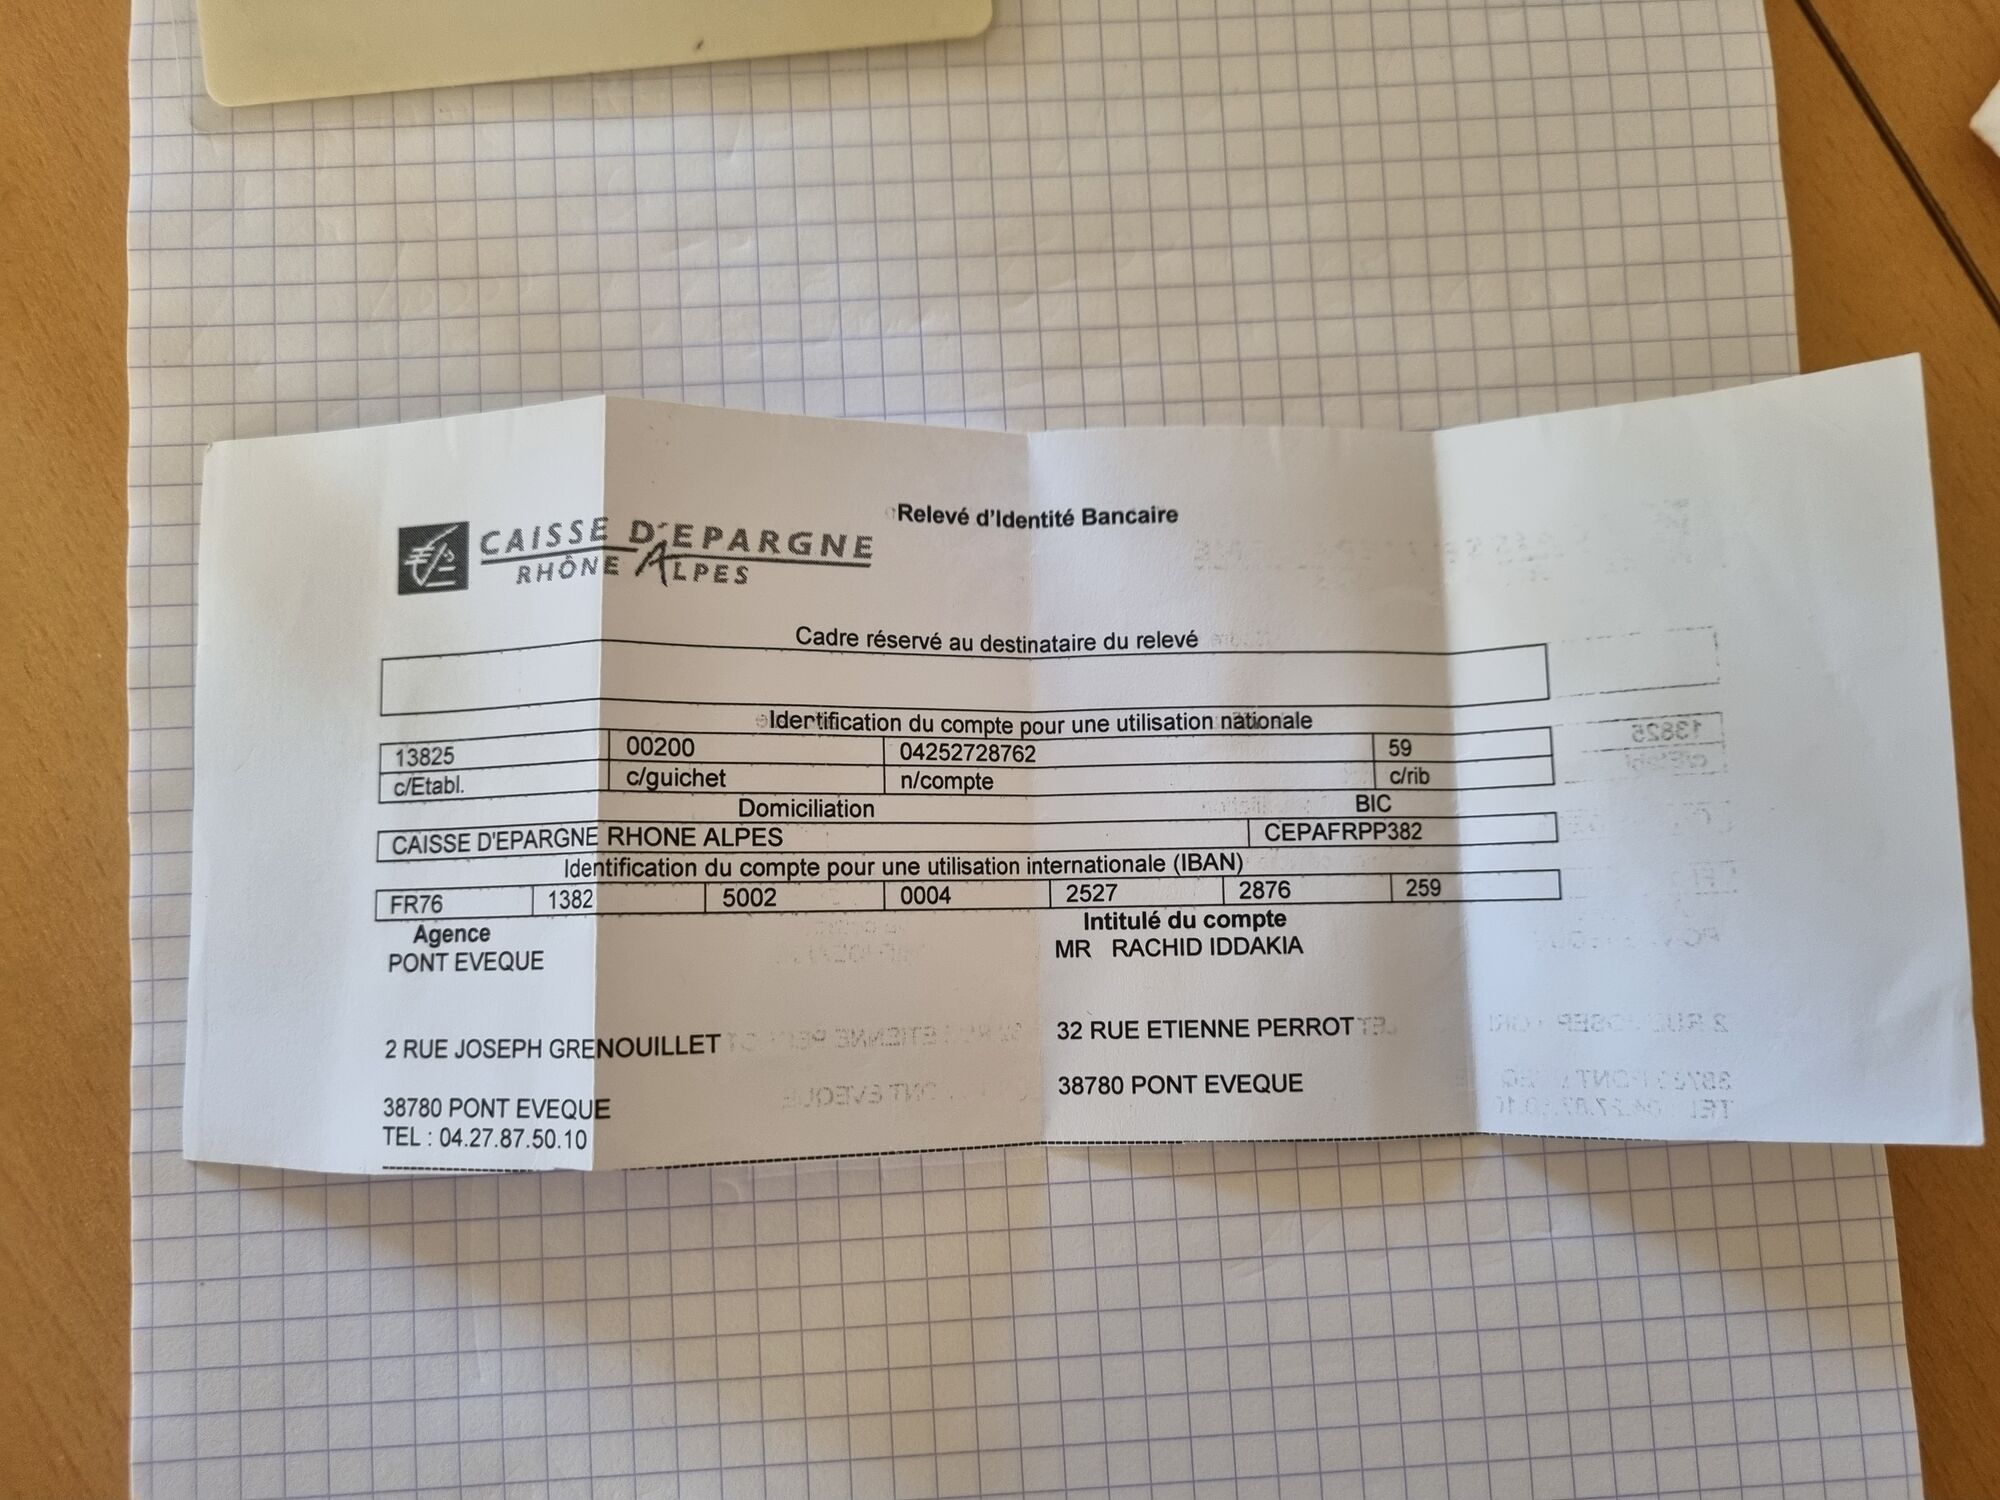 Relevé d'Identité Bancaire
CAISSE D'EPARGNE
RHÔNE ALPES
Cadre réservé au destinataire du relevé
Identification du compte pour une utilisation nationale
13825 00200 04252728762 59
c/Etabl. c/guichet n/compte c/rib
Domiciliation BIC
CAISSE D'EPARGNE RHONE ALPES CEPAFRPP382
Identification du compte pour une utilisation internationale (IBAN)
FR76 1382 5002 0004 2527 2876 259
Agence Intitulé du compte
PONT EVEQUE MR RACHID IDDAKIA
2 RUE JOSEPH GRENOUILLET 32 RUE ETIENNE PERROT
38780 PONT EVEQUE 38780 PONT EVEQUE
TEL : 04.27.87.50.10